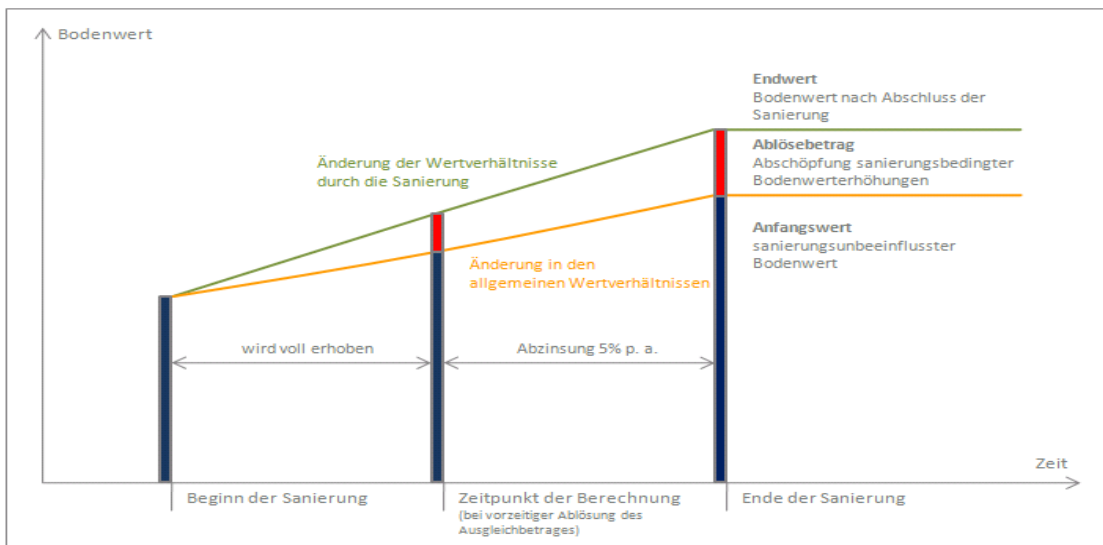 Bodenwert
Endwert
Bodenwert nach Abschluss der
Sanierung
Änderung der Wertverhältnisse
durch die Sanierung
Ablösebetrag
Abschöpfung sanierungsbedingter
Bodenwerterhöhungen
Anfangswert
sanierungsunbeeinflusster
Bodenwert
Änderung in den
allgemeinen Wertverhältnissen
wird voll erhoben
Abzinsung 5% p. a.
Zeit
Beginn der Sanierung
Zeitpunkt der Berechnung
(bei vorzeitiger Ablösung des
Ausgleichbetrages)
Ende der Sanierung